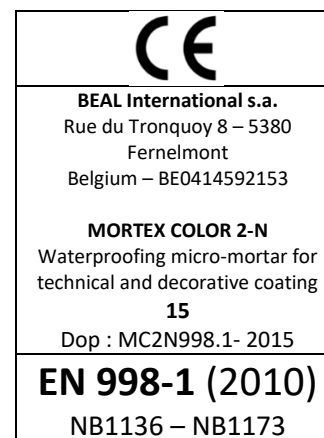 CE
BEAL International s.a.
Rue du Tronquoy 8 – 5380
Fernelmont
Belgium – BE0414592153
MORTEX COLOR 2-N
Waterproofing micro-mortar for
technical and decorative coating
15
Dop : MC2N998.1- 2015
EN 998-1 (2010)
NB1136 – NB1173